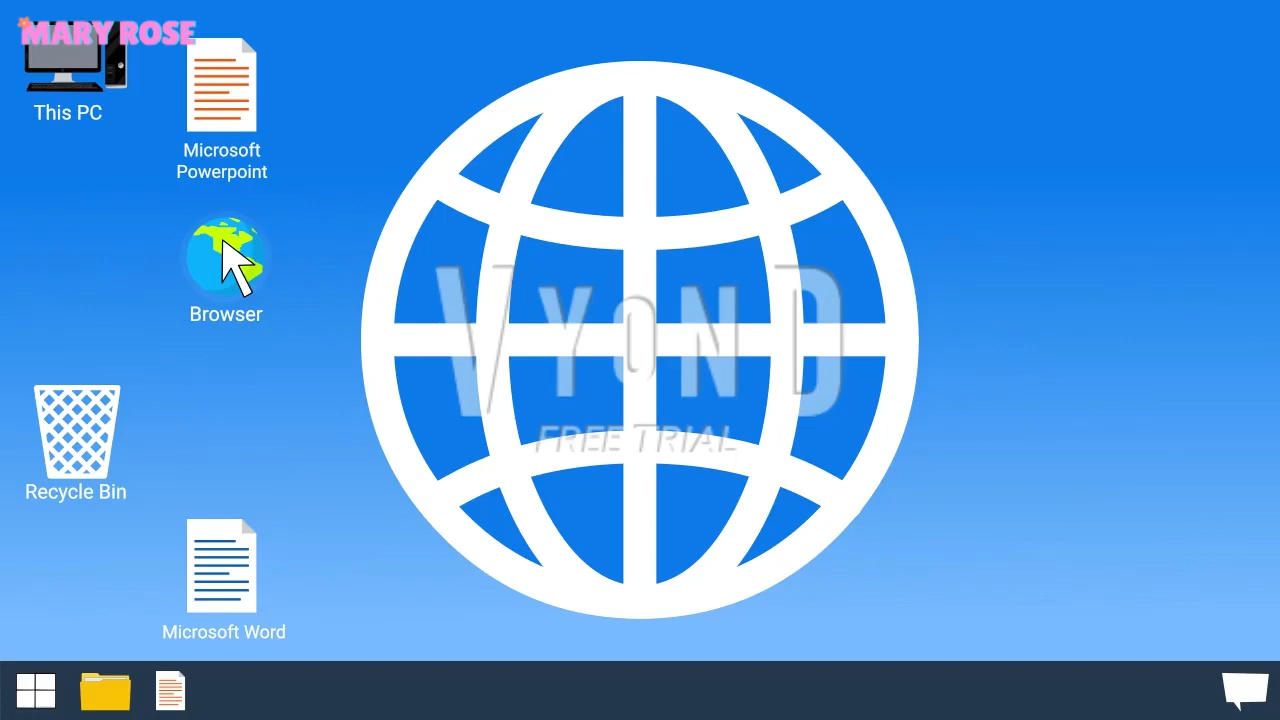 MARY ROSE
This PC
Microsoft
Powerpoint
Browser
VYOND
FREE TRIAL
Recycle Bin
Microsoft Word